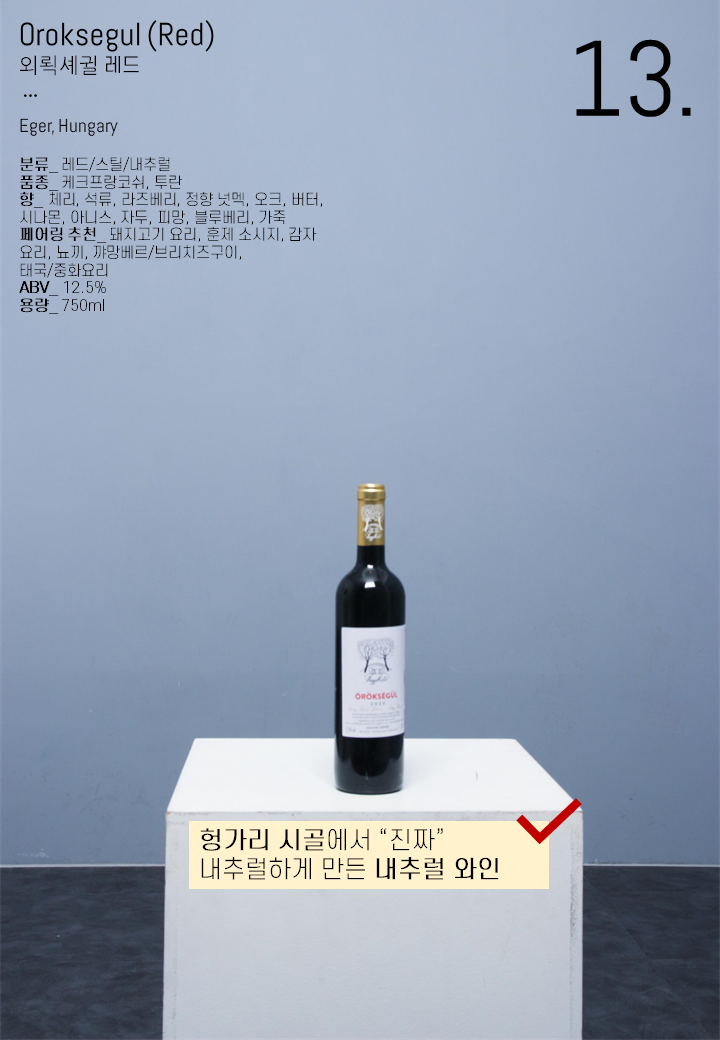 Oroksegul (Red)
외뢱셰귈 레드
...
Eger, Hungary
13.
분류_ 레드/스틸/내추럴
품종_ 케크프랑코쉬, 투란
향_ 체리, 석류, 라즈베리, 정향 넛멕, 오크, 버터,
시나몬, 아니스, 자두, 피망, 블루베리, 가죽
페어링 추천_ 돼지고기 요리, 훈제 소시지, 감자
요리, 뇨끼, 까망베르/브리치즈구이,
태국/중화요리
ABV_ 12.5%
용량_ 750ml
ÖRÖKSÉGÜL
헝가리 시골에서 “진짜”
내추럴하게 만든 내추럴 와인